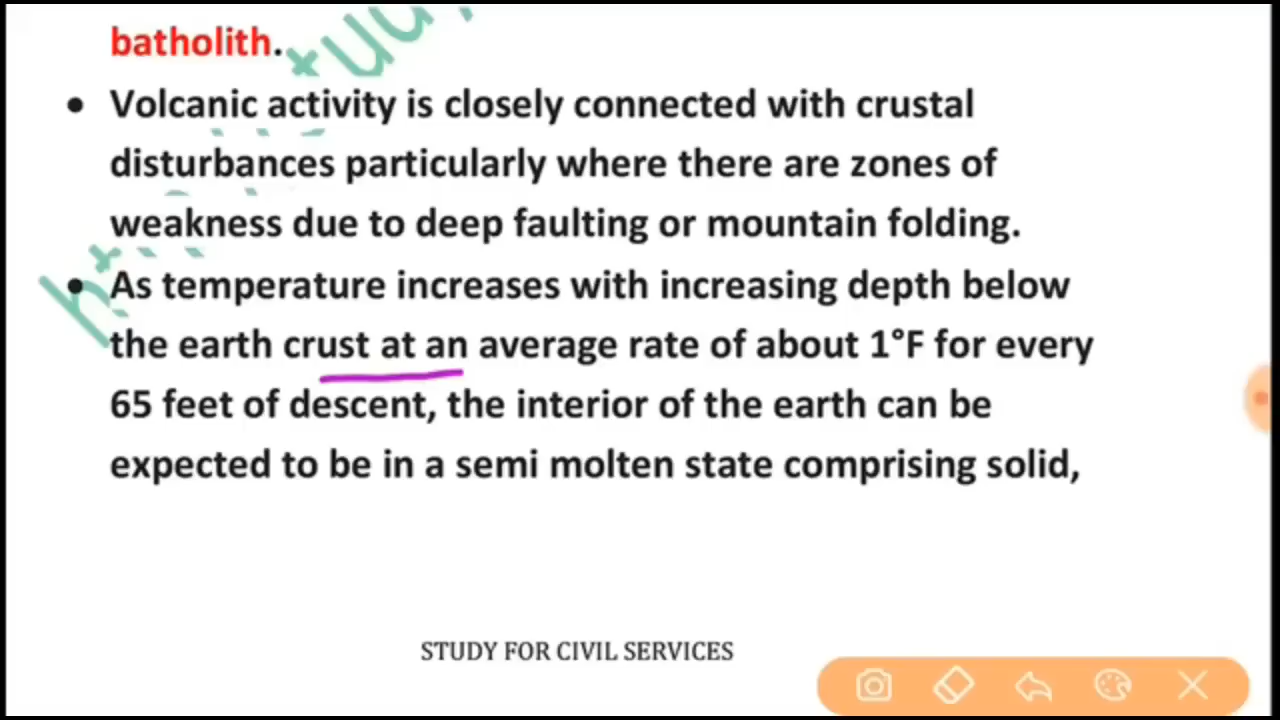 batholith.
• Volcanic activity is closely connected with crustal
disturbances particularly where there are zones of
weakness due to deep faulting or mountain folding.
• As temperature increases with increasing depth below
the earth crust at an average rate of about 1°F for every
65 feet of descent, the interior of the earth can be
expected to be in a semi molten state comprising solid,
STUDY FOR CIVIL SERVICES